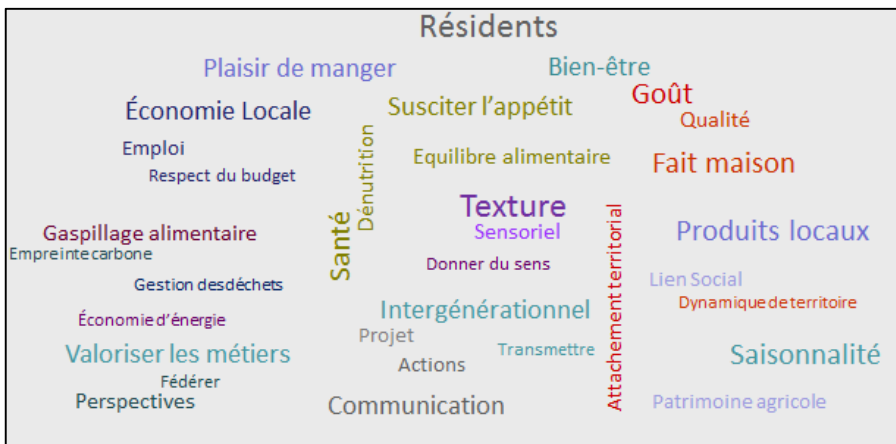 Résidents
Plaisir de manger
Bien-être
Économie Locale
Susciter l'appétit
Goût
Qualité
Emploi
Dénutrition
Equilibre alimentaire
Fait maison
Respect du budget
Texture
Gaspillage alimentaire
Santé
Sensoriel
Attachement territorial
Produits locaux
Empreinte carbone
Donner du sens
Gestion desdéchets
Lien Social
Intergénérationnel
Dynamique de territoire
Économie d'énergie
Projet
Valoriser les métiers
Transmettre
Saisonnalité
Actions
Fédérer
Perspectives
Communication
Patrimoine agricole